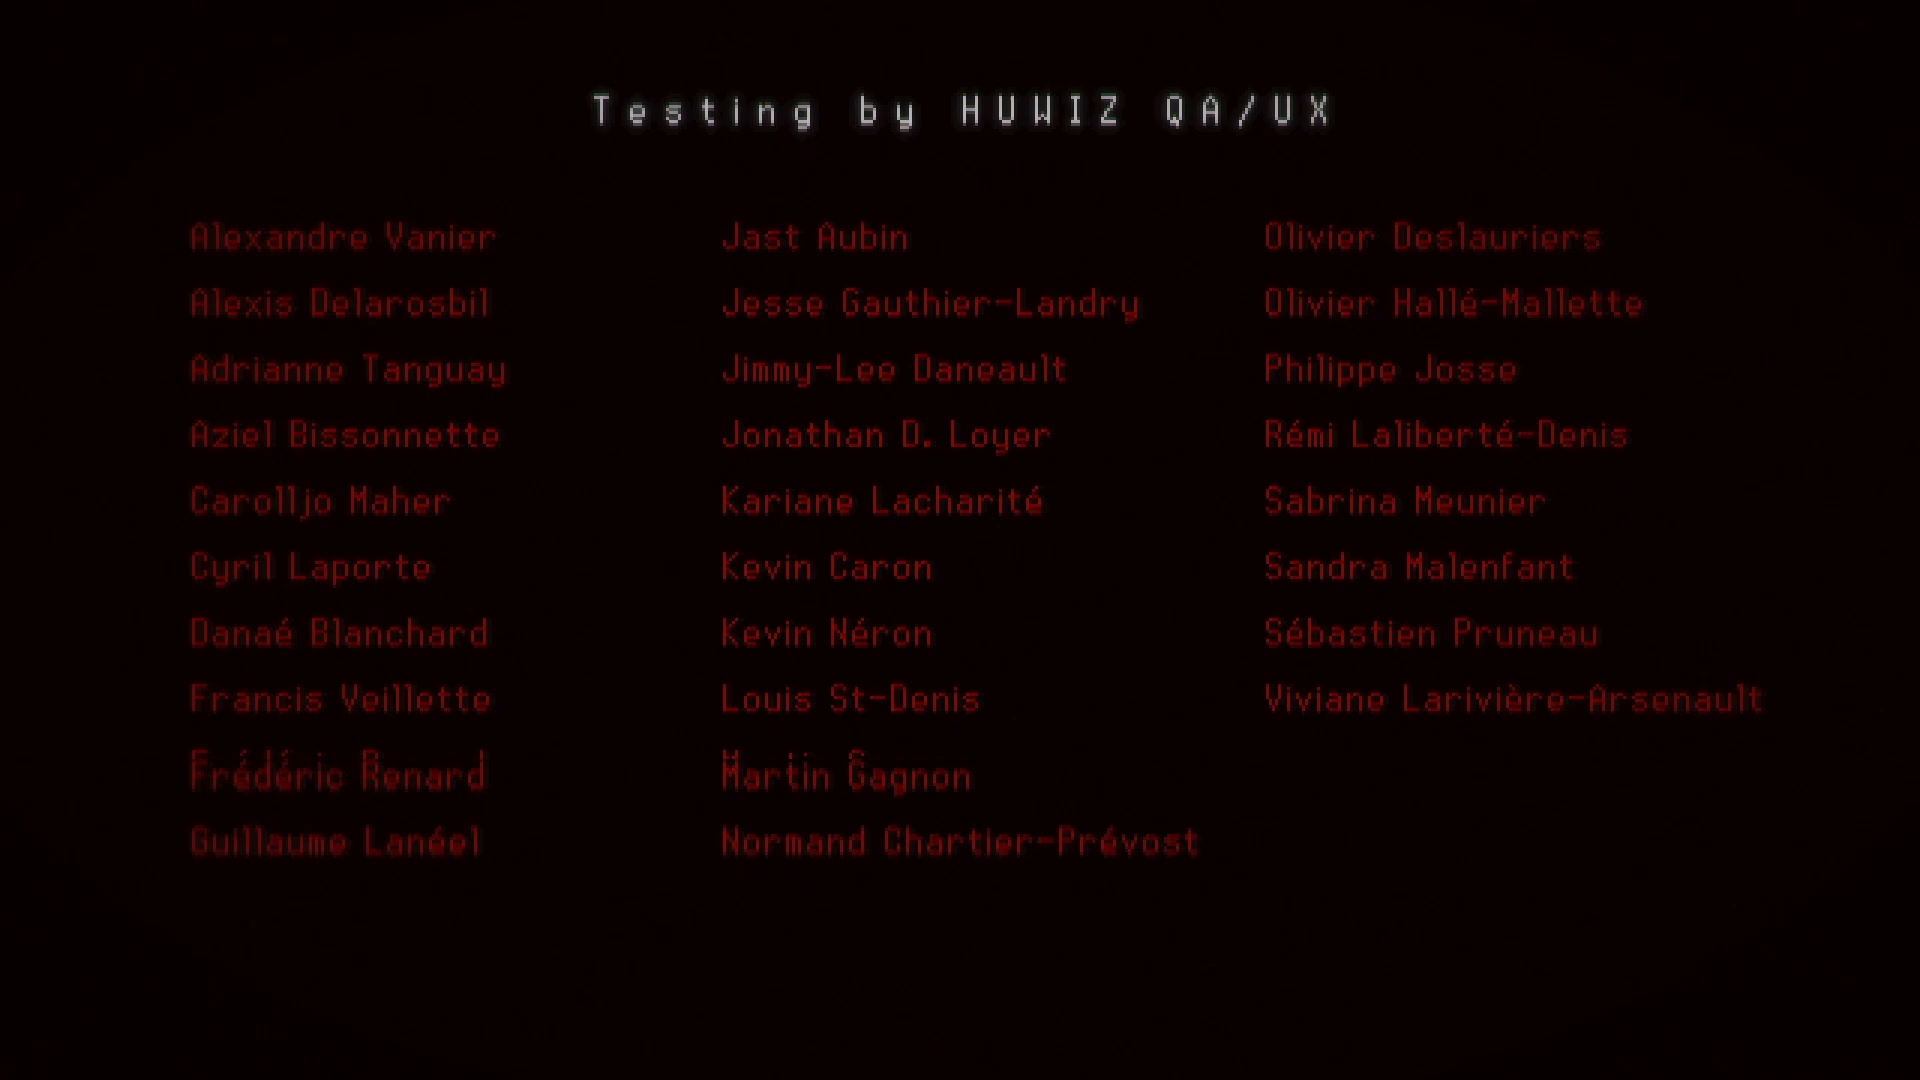 Testing by HUWIZ QA/UX
Alexandre Vanier
Alexis Delarosbil
Adrianne Tanguay
Aziel Bissonnette
Carolljo Maher
Cyril Laporte
Danaé Blanchard
Francis Veillette
Frédéric Renard
Guillaume Lanéel
Jast Aubin
Jesse Gauthier-Landry
Jimmy-Lee Daneault
Jonathan D. Loyer
Kariane Lacharité
Kevin Caron
Kevin Néron
Louis St-Denis
Martin Gagnon
Normand Chartier-Prévost
Olivier Deslauriers
Olivier Hallé-Mallette
Philippe Josse
Rémi Laliberté-Denis
Sabrina Meunier
Sandra Malenfant
Sébastien Pruneau
Viviane Larivière-Arsenault